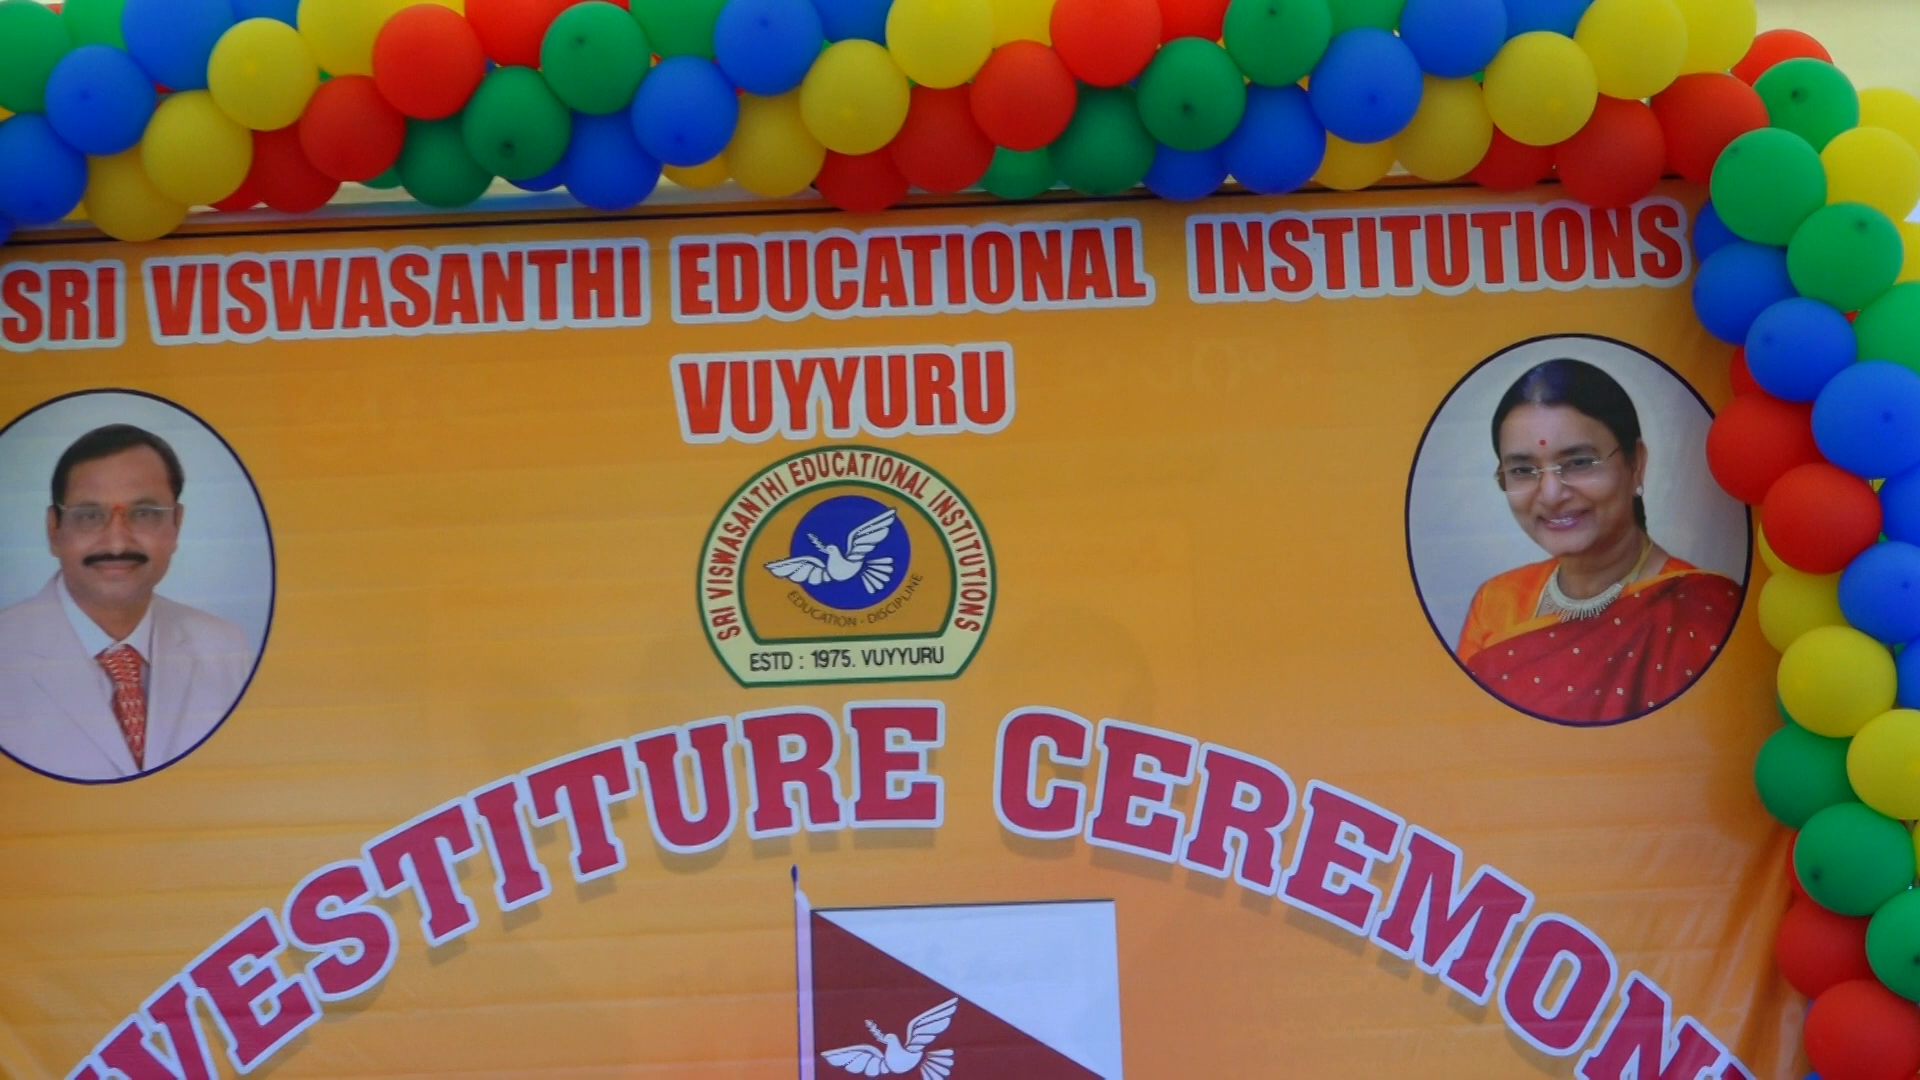 SRI VISWASANTHI EDUCATIONAL INSTITUTIONS
VUYYURU
SRI VISWASANTHI EDUCATIONAL INSTITUTIONS
EDUCATION - DISCIPLINE
ESTD : 1975. VUYYURU
VESTITURE CEREMON